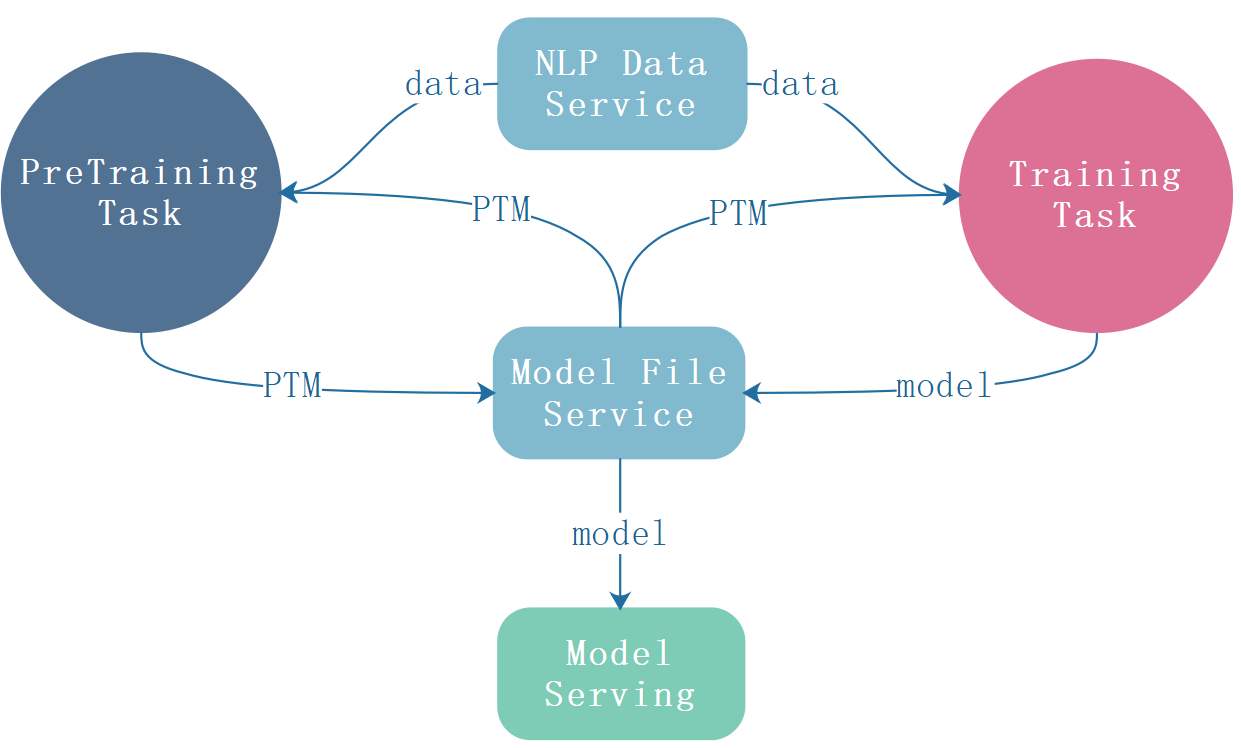 NLP Data
Service
data
data
PreTraining
Task
Training
Task
PTM
PTM
Model File
Service
PTM
model
model
Model
Serving